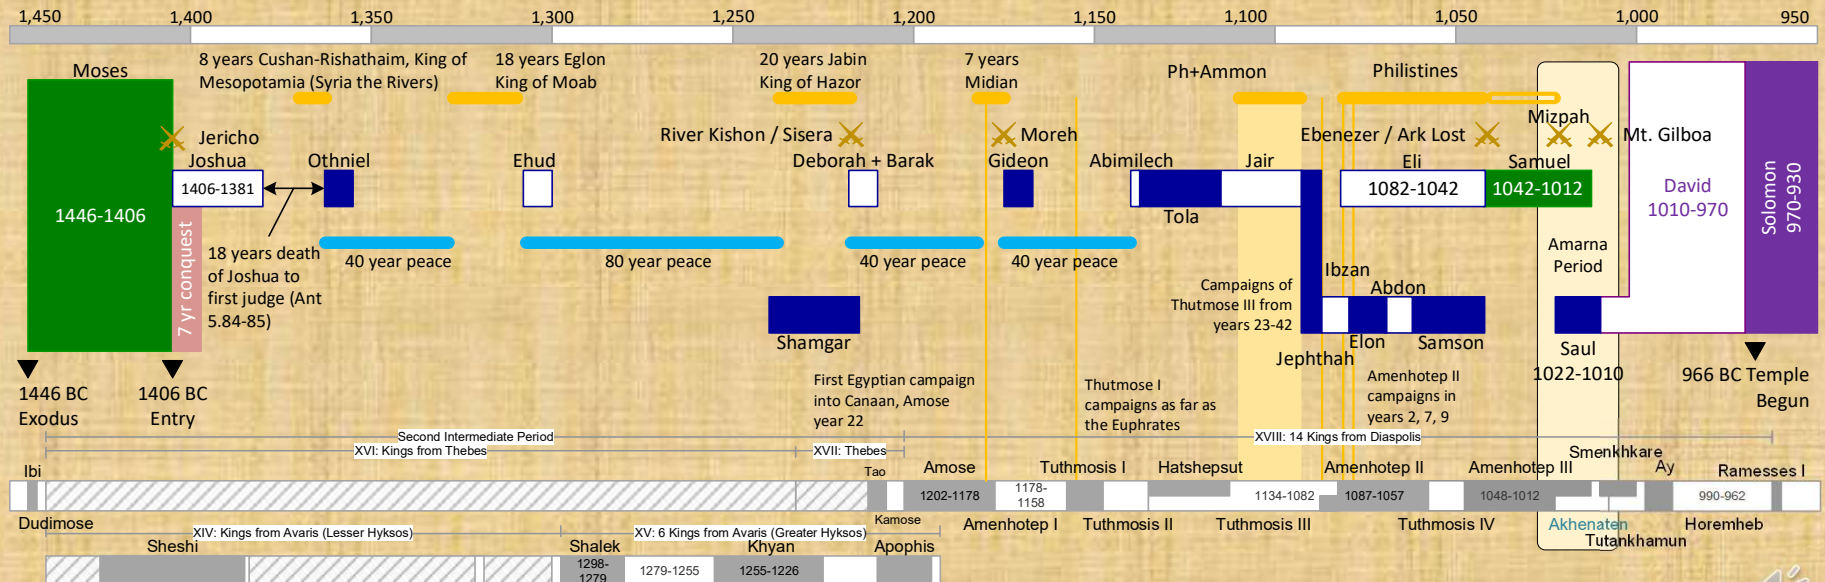 1,450
1,400
1,350
1,300
1,250
1,200
1,150
1,100
1,050
1,000
950
Moses
8 years Cushan-Rishathaim, King of
Mesopotamia (Syria the Rivers)
18 years Eglon
King of Moab
20 years Jabin
King of Hazor
7 years
Midian
Ph+Ammon
Philistines
Mizpah
Jericho
River Kishon / Sisera
Moreh
Ebenezer / Ark Lost
Mt. Gilboa
Joshua
Othniel
Ehud
Deborah + Barak
Gideon
Abimilech
Jair
Eli
Samuel
1446-1406
1406-1381
1082-1042
1042-1012
David
1010-970
Solomon
970-930
Tola
7 yr conquest
18 years death
of Joshua to
first judge (Ant
5.84-85)
40 year peace
80 year peace
40 year peace
40 year peace
Amarna
Period
Campaigns of
Thutmose III from
years 23-42
Ibzan
Abdon
Shamgar
Jephthah
Elon
Samson
Saul
1022-1010
1446 BC
Exodus
1406 BC
Entry
First Egyptian campaign
into Canaan, Amose
year 22
Thutmose I
campaigns as far as
the Euphrates
Amenhotep II
campaigns in
years 2, 7, 9
966 BC Temple
Begun
Second Intermediate Period
XVI: Kings from Thebes
XVII: Thebes
XVIII: 14 Kings from Diaspolis
Ibi
Tao
Amose
Tuthmosis I
Hatshepsut
Amenhotep II
Amenhotep III
Smenkhkare
Ay
Ramesses I
1202-1178
1178-
1158
1134-1082
1087-1057
1048-1012
990-962
Dudimose
Kamose
Amenhotep I
Tuthmosis II
Tuthmosis III
Tuthmosis IV
Akhenaten
Tutankhamun
Horemheb
XIV: Kings from Avaris (Lesser Hyksos)
XV: 6 Kings from Avaris (Greater Hyksos)
Sheshi
Shalek
Khyan
Apophis
1298-
1279
1279-1255
1255-1226